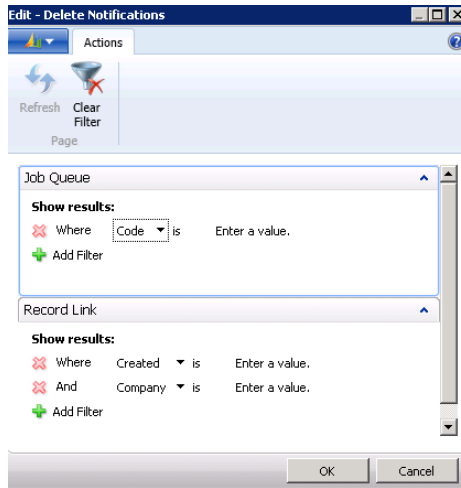 Edit - Delete Notifications
Actions
Refresh
Clear
Filter
Page
Job Queue
Show results:
Where Code is Enter a value.
Add Filter
Record Link
Show results:
Where Created is Enter a value.
And Company is Enter a value.
Add Filter
OK Cancel